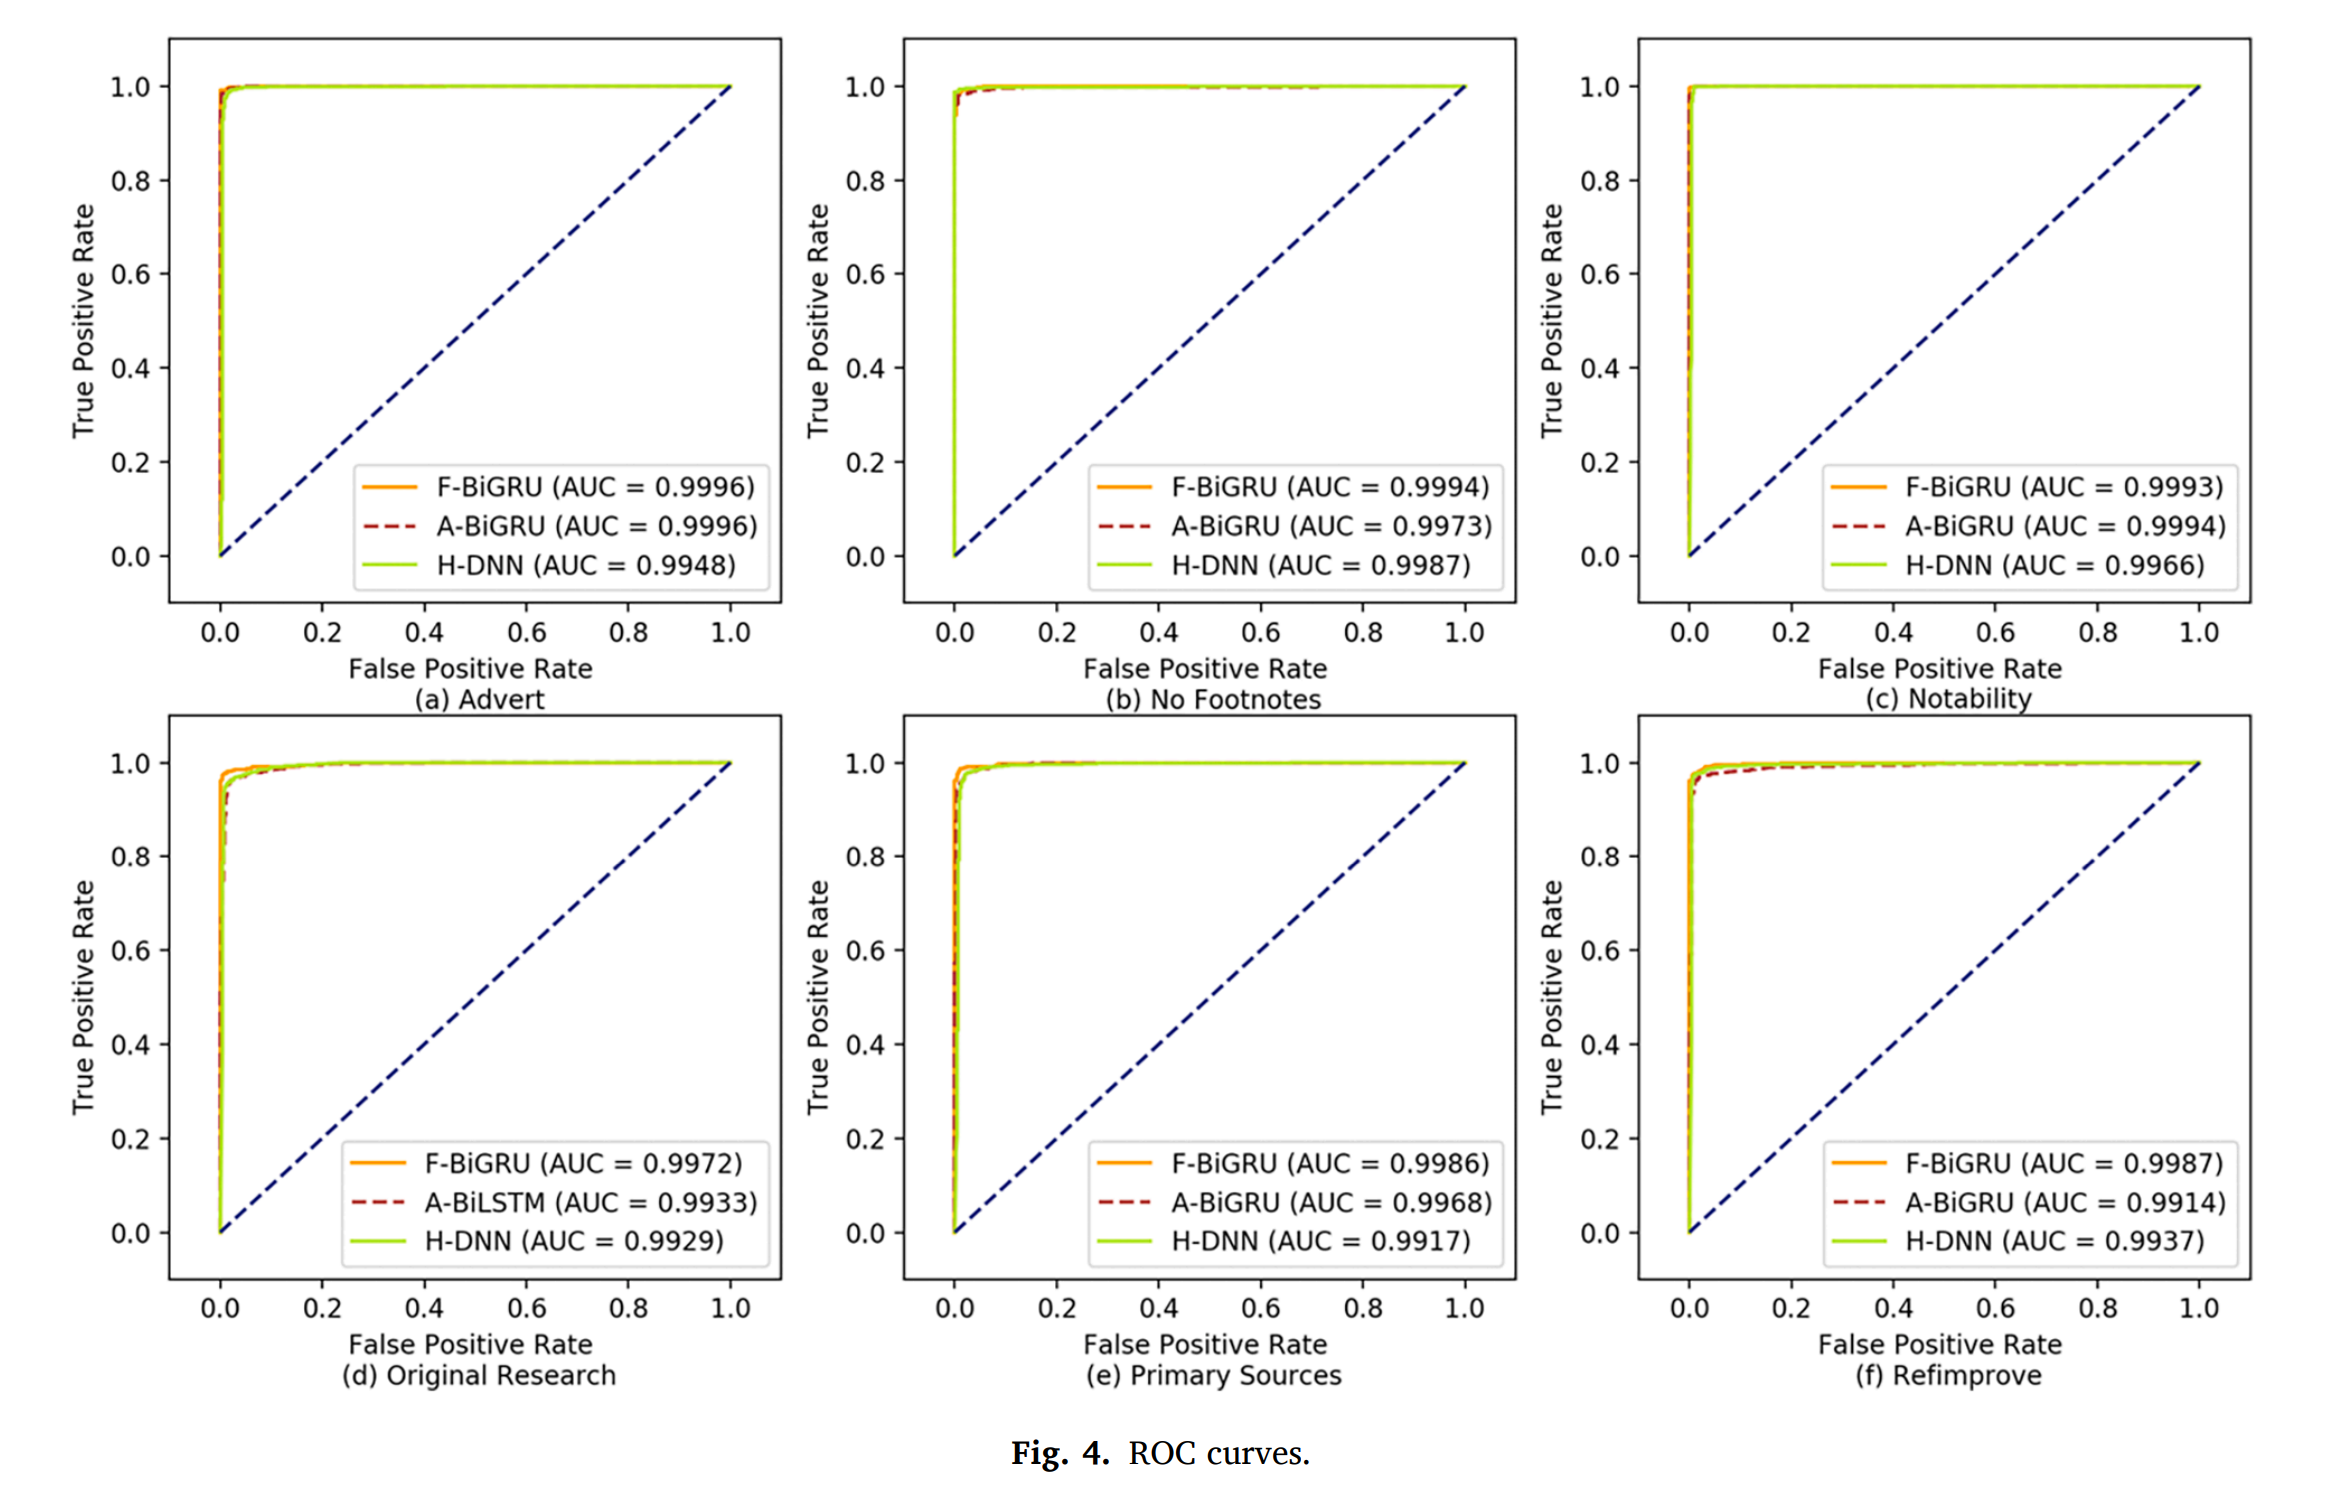 1.0
0.8
0.6
0.4
0.2
0.0
True Positive Rate
F-BiGRU (AUC = 0.9996)
A-BiGRU (AUC = 0.9996)
H-DNN (AUC = 0.9948)
0.0 0.2 0.4 0.6 0.8 1.0
False Positive Rate
(a) Advert
1.0
0.8
0.6
0.4
0.2
0.0
True Positive Rate
F-BiGRU (AUC = 0.9994)
A-BiGRU (AUC = 0.9973)
H-DNN (AUC = 0.9987)
0.0 0.2 0.4 0.6 0.8 1.0
False Positive Rate
(b) No Footnotes
1.0
0.8
0.6
0.4
0.2
0.0
True Positive Rate
F-BiGRU (AUC = 0.9993)
A-BiGRU (AUC = 0.9994)
H-DNN (AUC = 0.9966)
0.0 0.2 0.4 0.6 0.8 1.0
False Positive Rate
(c) Notability
1.0
0.8
0.6
0.4
0.2
0.0
True Positive Rate
F-BiGRU (AUC = 0.9972)
A-BiLSTM (AUC = 0.9933)
H-DNN (AUC = 0.9929)
0.0 0.2 0.4 0.6 0.8 1.0
False Positive Rate
(d) Original Research
1.0
0.8
0.6
0.4
0.2
0.0
True Positive Rate
F-BiGRU (AUC = 0.9986)
A-BiGRU (AUC = 0.9968)
H-DNN (AUC = 0.9917)
0.0 0.2 0.4 0.6 0.8 1.0
False Positive Rate
(e) Primary Sources
1.0
0.8
0.6
0.4
0.2
0.0
True Positive Rate
F-BiGRU (AUC = 0.9987)
A-BiGRU (AUC = 0.9914)
H-DNN (AUC = 0.9937)
0.0 0.2 0.4 0.6 0.8 1.0
False Positive Rate
(f) Refimprove
Fig. 4. ROC curves.